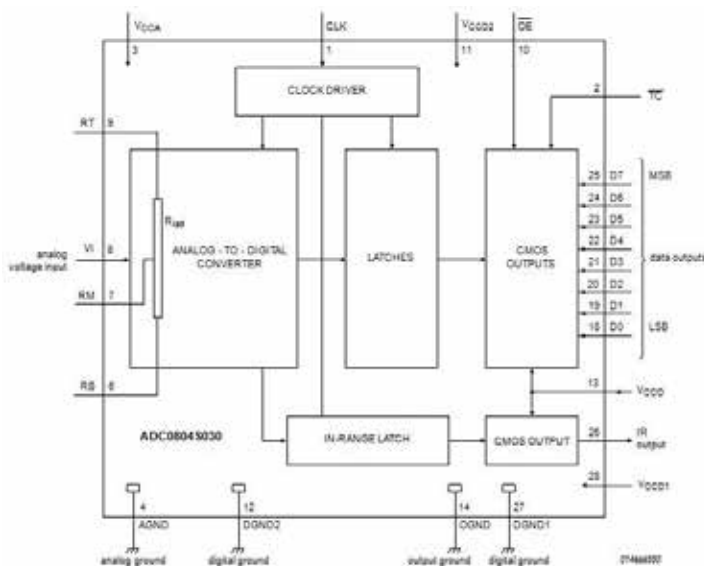 VCCA
CLK
VCCD2
OE
3
1
11
10
CLOCK DRIVER
2
TC
RT
9
25 D7 MSB
24 D6
23 D5
22 D4
21 D3
20 D2
19 D1
18 D0 LSB
data outputs
Rlad
analog
voltage input
VI
8
ANALOG - TO - DIGITAL
CONVERTER
LATCHES
CMOS
OUTPUTS
RM
7
RB
6
13
VCCO
ADC0804S030
IN-RANGE LATCH
CMOS OUTPUT
26
IR
output
28
VCCD1
4
12
14
27
AGND
DGND2
OGND
DGND1
analog ground
digital ground
output ground
digital ground